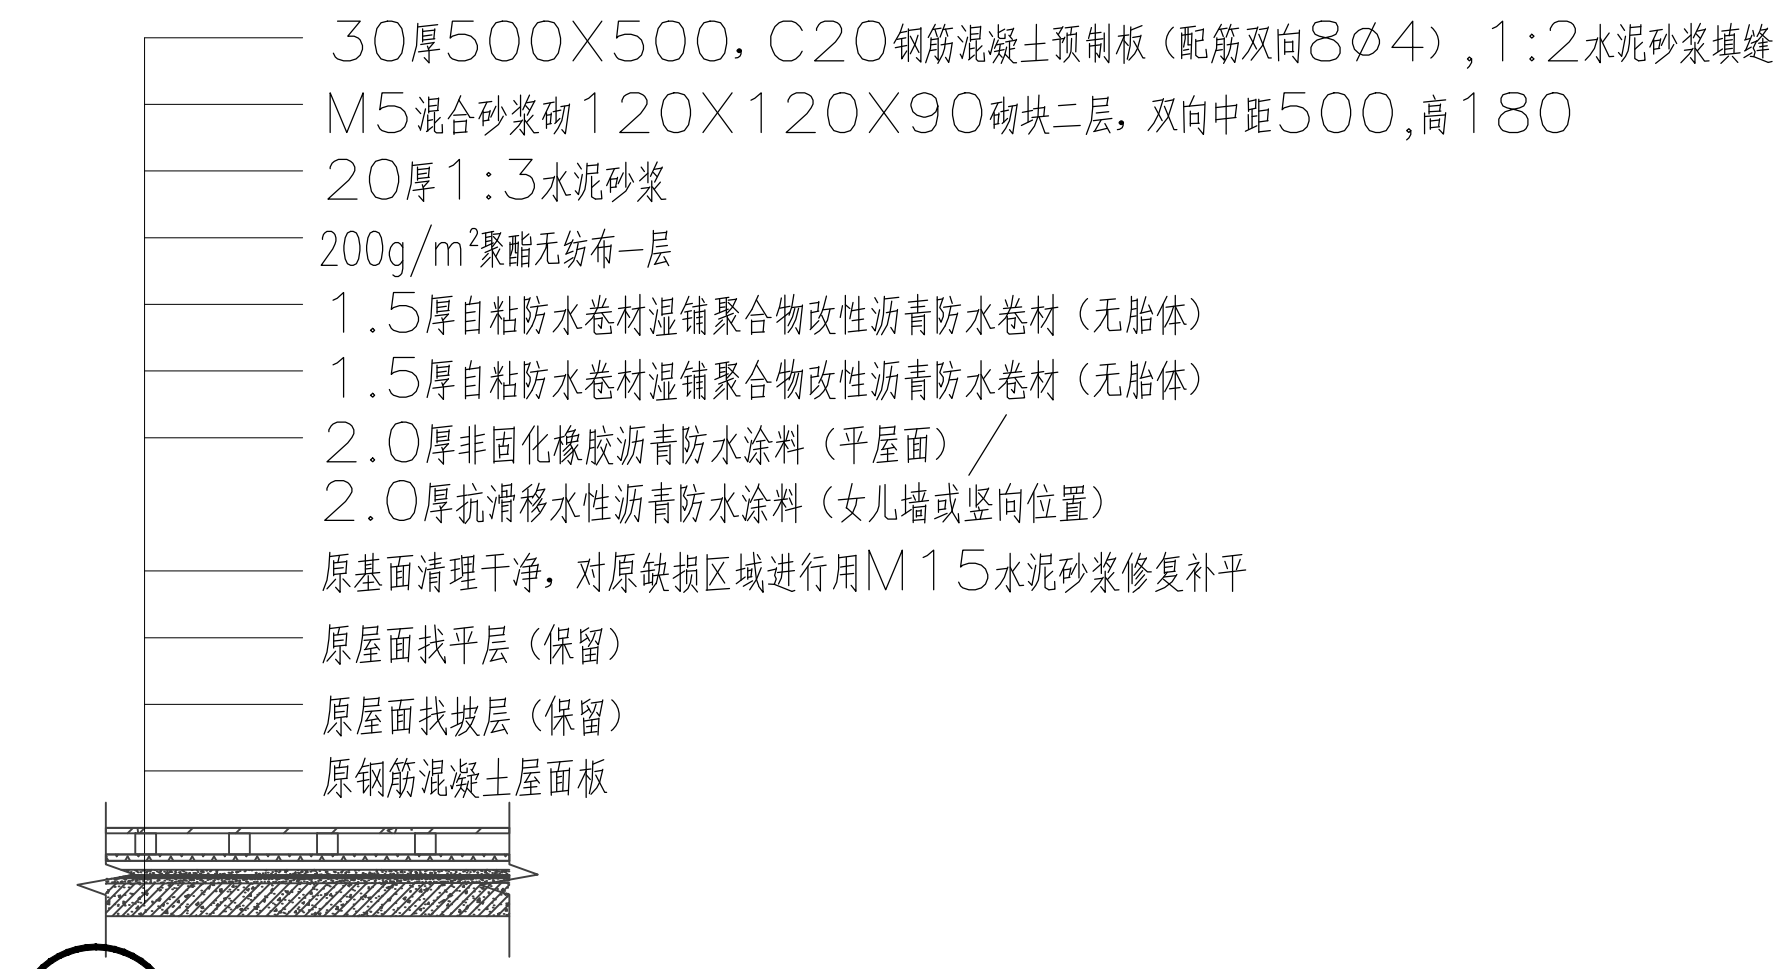 30厚500X500，C20钢筋混凝土预制板（配筋双向8∅4）,1:2水泥砂浆填缝
M5混合砂浆砌120X120X90砌块二层，双向中距500,高180
20厚1:3水泥砂浆
200g/m²聚酯无纺布一层
1.5厚自粘防水卷材湿铺聚合物改性沥青防水卷材（无胎体）
1.5厚自粘防水卷材湿铺聚合物改性沥青防水卷材（无胎体）
2.0厚非固化橡胶沥青防水涂料（平屋面）/
2.0厚抗滑移水性沥青防水涂料（女儿墙或竖向位置）
原基面清理干净，对原缺损区域进行用M15水泥砂浆修复补平
原屋面找平层（保留）
原屋面找坡层（保留）
原钢筋混凝土屋面板